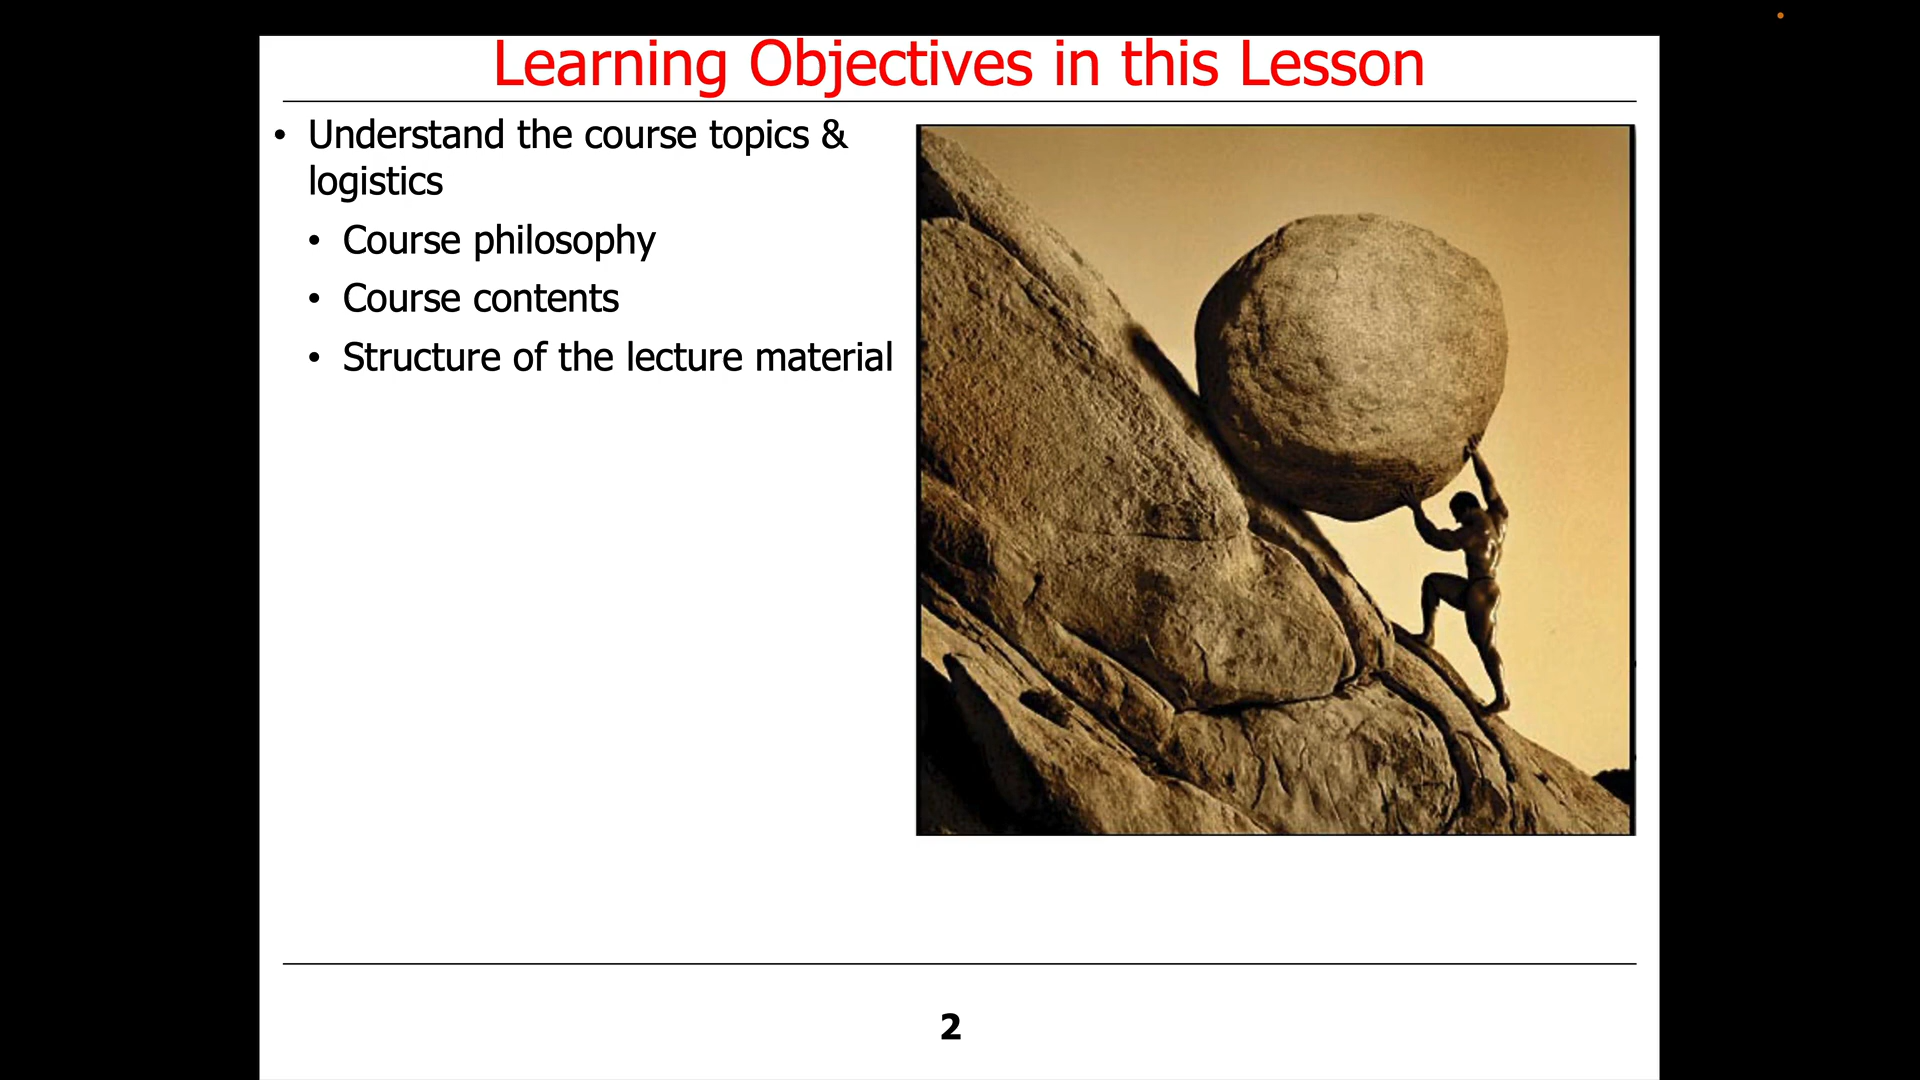 Learning Objectives in this Lesson
• Understand the course topics &
logistics
• Course philosophy
• Course contents
• Structure of the lecture material
2